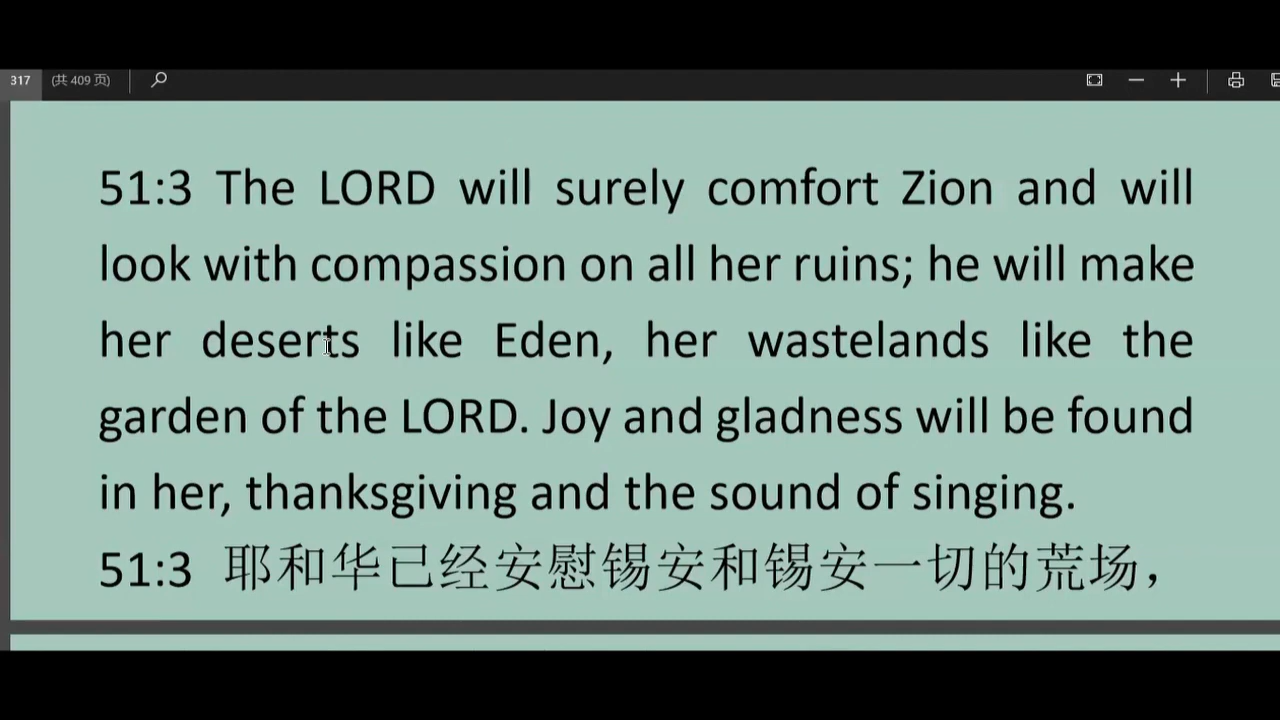 317 (共 409 页)
51:3 The LORD will surely comfort Zion and will
look with compassion on all her ruins; he will make
her deserts like Eden, her wastelands like the
garden of the LORD. Joy and gladness will be found
in her, thanksgiving and the sound of singing.
51:3 耶和华已经安慰锡安和锡安一切的荒场，